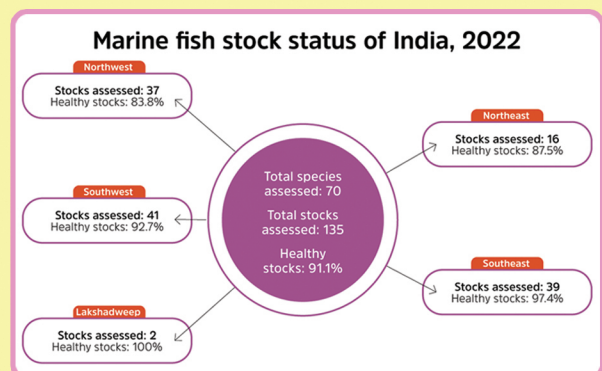 Marine fish stock status of India, 2022
Northwest
Stocks assessed: 37
Healthy stocks: 83.8%
Southwest
Stocks assessed: 41
Healthy stocks: 92.7%
Lakshadweep
Stocks assessed: 2
Healthy stocks: 100%
Total species
assessed: 70
Total stocks
assessed: 135
Healthy
stocks: 91.1%
Northeast
Stocks assessed: 16
Healthy stocks: 87.5%
Southeast
Stocks assessed: 39
Healthy stocks: 97.4%